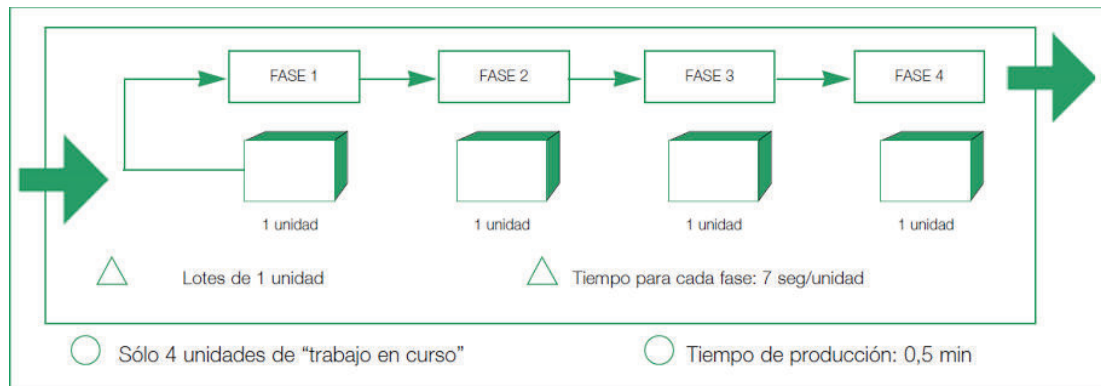 FASE 1
FASE 2
FASE 3
FASE 4
1 unidad
1 unidad
1 unidad
1 unidad
Lotes de 1 unidad
Tiempo para cada fase: 7 seg/unidad
Sólo 4 unidades de “trabajo en curso”
Tiempo de producción: 0,5 min